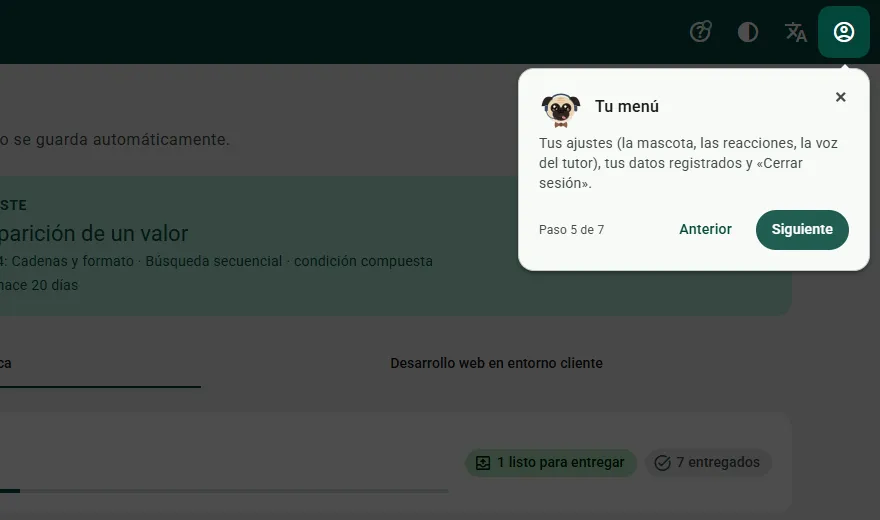 Tu menú
Tus ajustes (la mascota, las reacciones, la voz
del tutor), tus datos registrados y «Cerrar
sesión».
Paso 5 de 7
Anterior
Siguiente
o se guarda automáticamente.
STE
parición de un valor
4: Cadenas y formato · Búsqueda secuencial · condición compuesta
hace 20 días
ca
Desarrollo web en entorno cliente
1 listo para entregar
7 entregados